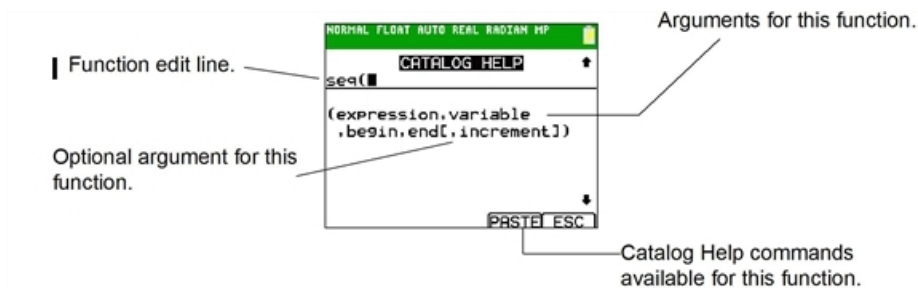 Arguments for this function.
NORMAL FLOAT AUTO REAL RADIAN MP
CATALOG HELP
Function edit line.
seq(
(expression,variable
,begin,end[,increment])
Optional argument for this
function.
PASTE ESC
Catalog Help commands
available for this function.